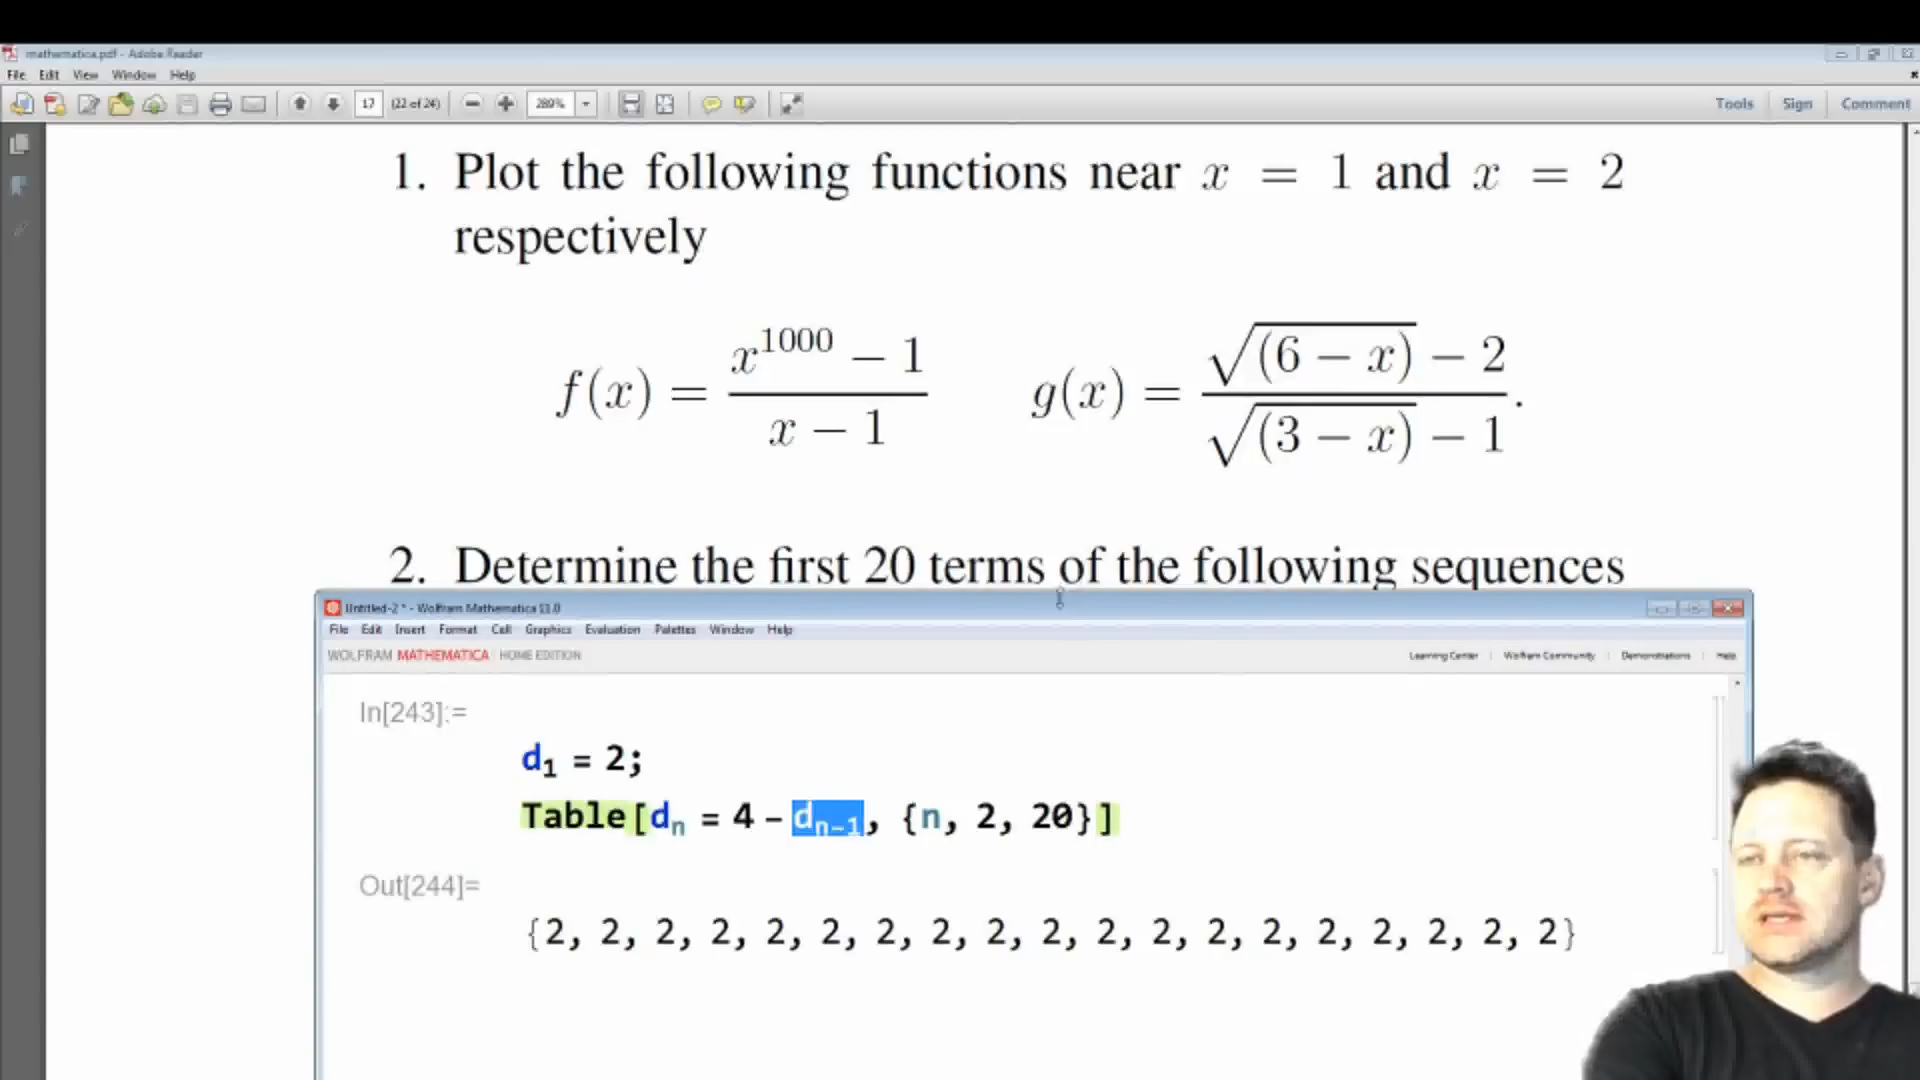 mathematica.pdf - Adobe Reader
File Edit View Window Help
17 (22 of 24) 289% Tools Sign Comment
1. Plot the following functions near x = 1 and x = 2
respectively
f(x) = \frac{x^{1000} − 1}{x − 1} g(x) = \frac{\sqrt{(6 − x)} − 2}{\sqrt{(3 − x)} − 1}.
2. Determine the first 20 terms of the following sequences
Untitled-2 * - Wolfram Mathematica 11.0
File Edit Insert Format Cell Graphics Evaluation Palettes Window Help
WOLFRAM MATHEMATICA HOME EDITION Learning Center | Wolfram Community | Demonstrations | Help
In[243]:=
d₁ = 2;
Table[dₙ = 4 − dₙ₋₁, {n, 2, 20}]
Out[244]=
{2, 2, 2, 2, 2, 2, 2, 2, 2, 2, 2, 2, 2, 2, 2, 2, 2, 2, 2}